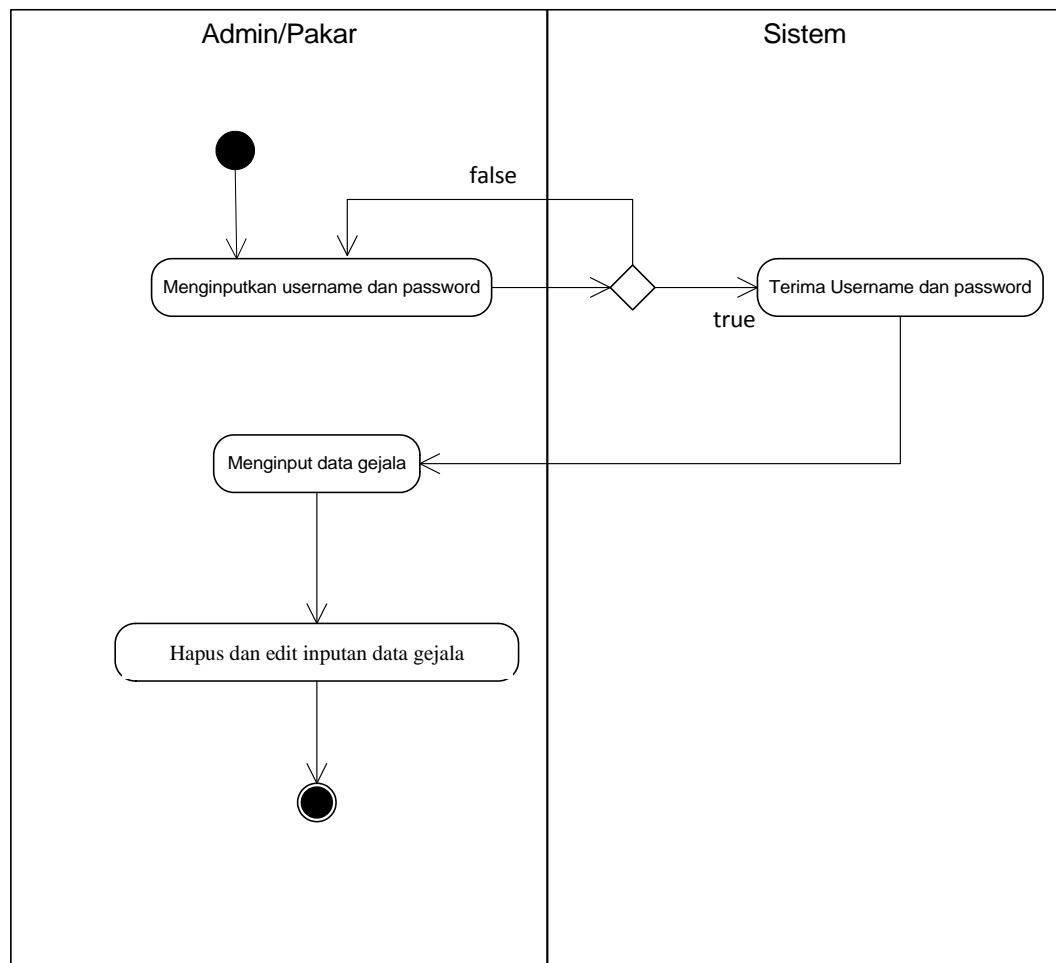 Admin/Pakar
Sistem
false
Menginputkan username dan password
Terima Username dan password
true
Menginput data gejala
Hapus dan edit inputan data gejala